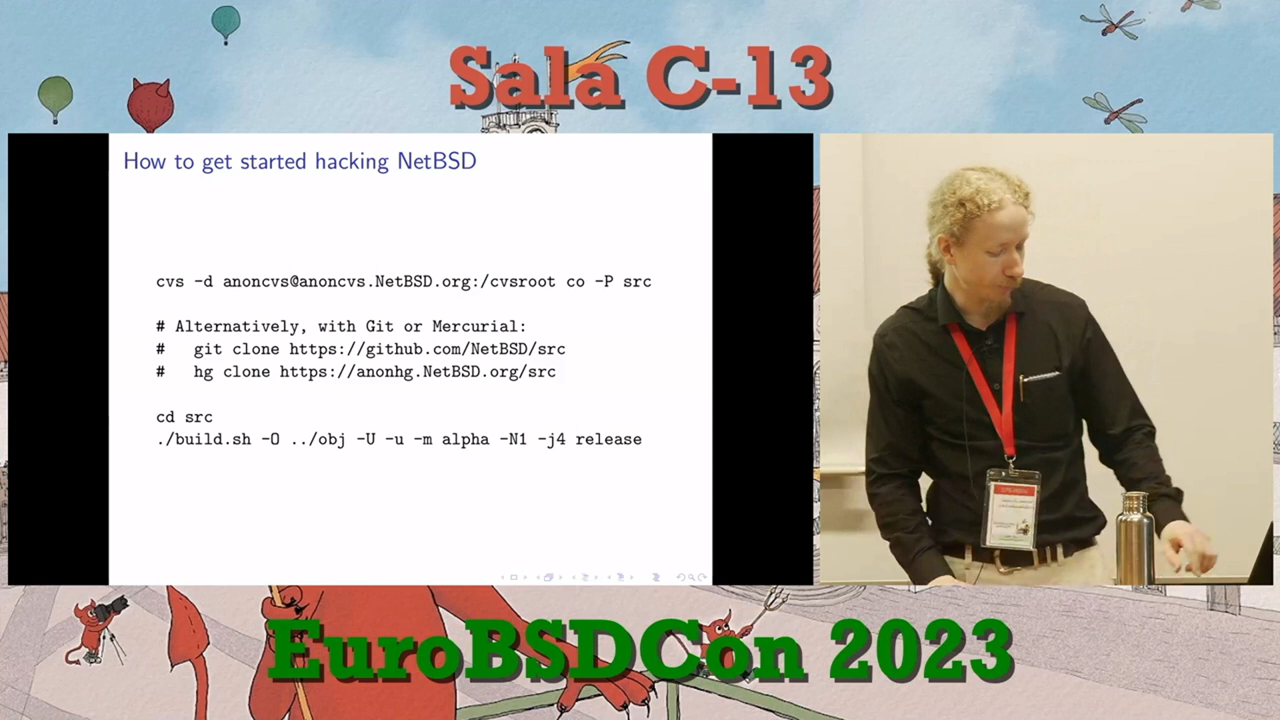 Sala C-13
How to get started hacking NetBSD
cvs -d anoncvs@anoncvs.NetBSD.org:/cvsroot co -P src
# Alternatively, with Git or Mercurial:
#   git clone https://github.com/NetBSD/src
#   hg clone https://anonhg.NetBSD.org/src
cd src
./build.sh -O ../obj -U -u -m alpha -N1 -j4 release
EuroBSDCon 2023